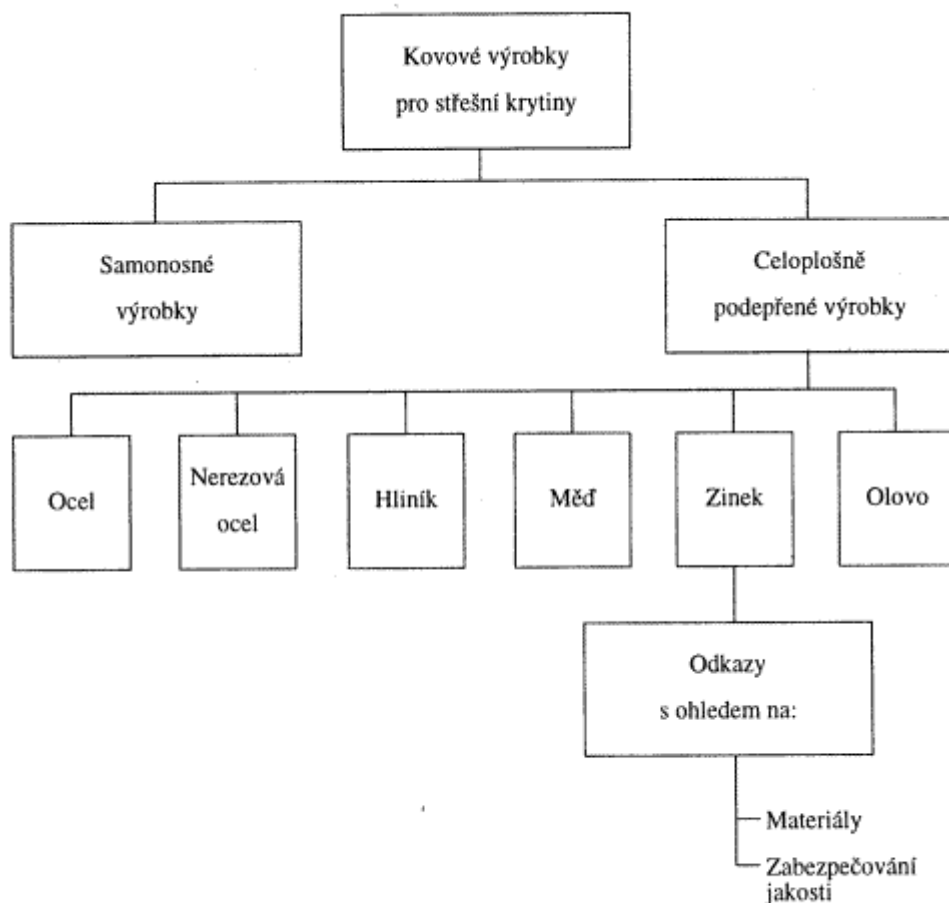 Kovové výrobky
pro střešní krytiny
Samonosné
výrobky
Celoplošně
podepřené výrobky
Ocel
Nerezová
ocel
Hliník
Měď
Zinek
Olovo
Odkazy
s ohledem na:
Materiály
Zabezpečování
jakosti